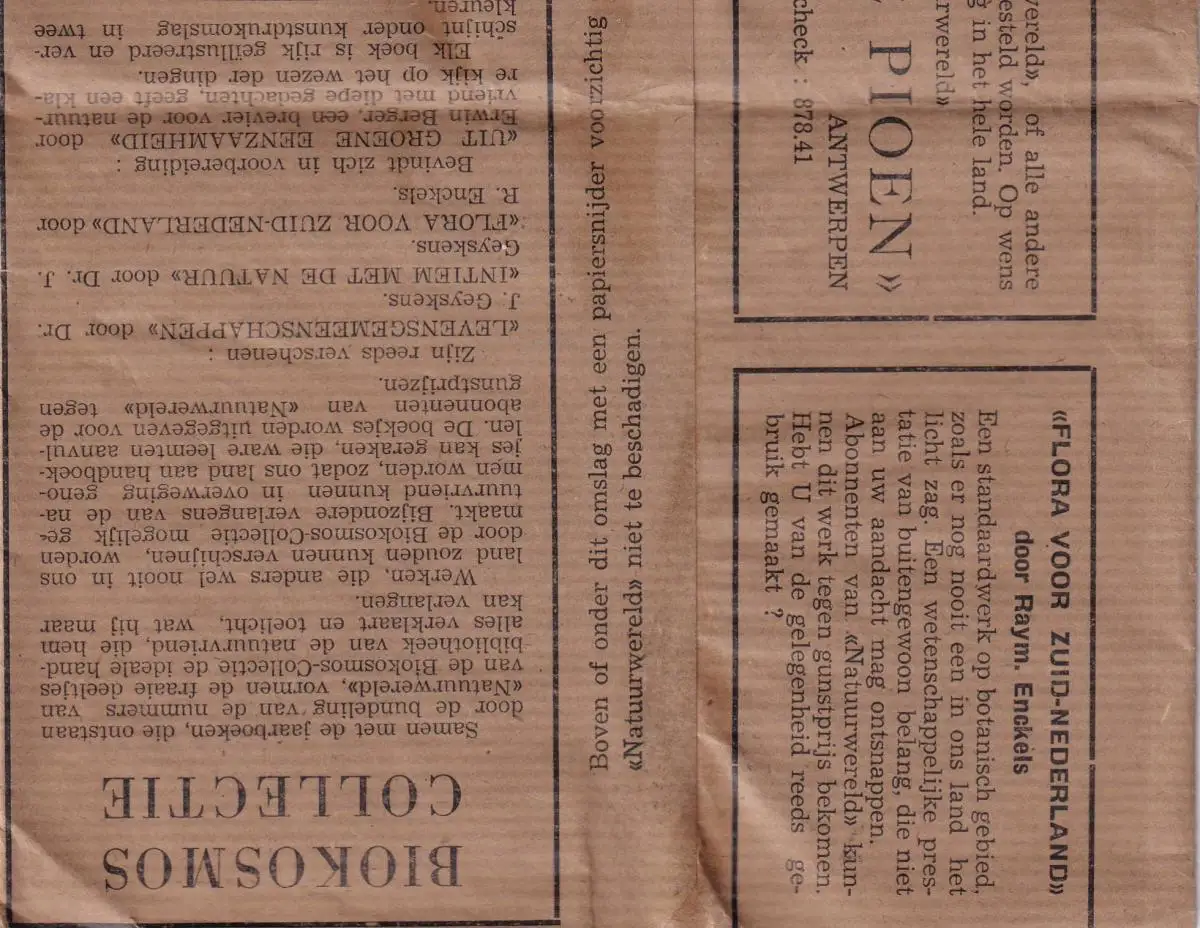 BIOKOSMOS
COLLECTIE
Samen met de jaarboeken, die ontstaan
door de bundeling van de nummers van
«Natuurwereld», vormen de fraaie deeltjes
van de Biokosmos-Collectie de ideale hand-
bibliotheek van de natuurvriend, die hem
alles verklaart en toelicht, wat hij maar
kan verlangen.
Werken, die anders wel nooit in ons
land zouden kunnen verschijnen, worden
door de Biokosmos-Collectie mogelijk ge-
maakt. Bijzondere verlangens van de na-
tuurvriend kunnen in overweging geno-
men worden, zodat ons land aan handboek-
jes kan geraken, die ware leemten aanvul-
len. De boekjes worden uitgegeven voor de
abonnenten van «Natuurwereld» tegen
gunstprijzen.
Zijn reeds verschenen :
«LEVENSGEMEENSCHAPPEN» door Dr.
J. Geyskens.
«INTIEM MET DE NATUUR» door Dr. J.
Geyskens.
«FLORA VOOR ZUID-NEDERLAND» door
R. Enckels.
Bevindt zich in voorbereiding :
«UIT GROENE EENZAAMHEID» door
Erwin Berger, een brevier voor de natuur-
vriend met diepe gedachten, geeft een kla-
re kijk op het wezen der dingen.
Elk boek is rijk geïllustreerd en ver-
schijnt onder kunstdrukomslag in twee
kleuren.
Boven of onder dit omslag met een papiersnijder voorzichtig
«Natuurwereld» niet te beschadigen.
vereld», of alle andere
esteld worden. Op wens
g in het hele land.
rwereld»
PIOEN»
ANTWERPEN
check : 878.41
«FLORA VOOR ZUID-NEDERLAND»
door Raym. Enckels
Een standaardwerk op botanisch gebied,
zoals er nog nooit een in ons land het
licht zag. Een wetenschappelijke pres-
tatie van buitengewoon belang, die niet
aan uw aandacht mag ontsnappen.
Abonnenten van «Natuurwereld» kun-
nen dit werk tegen gunstprijs bekomen.
Hebt U van de gelegenheid reeds ge-
bruik gemaakt ?